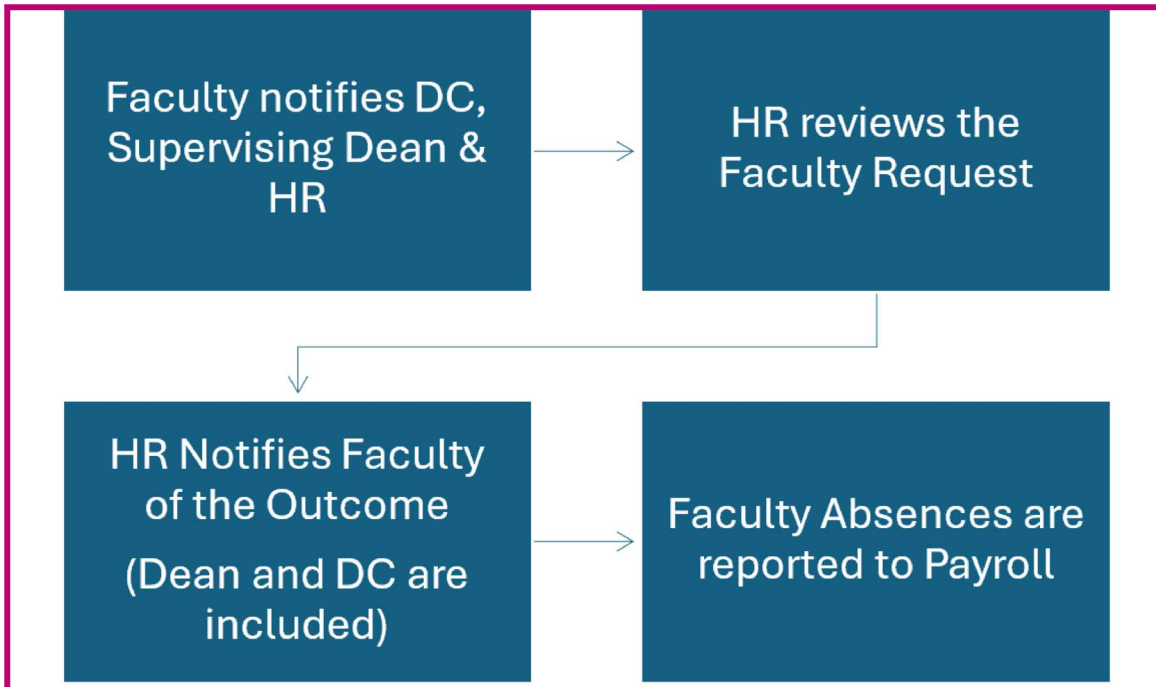 Faculty notifies DC,
Supervising Dean &
HR
HR reviews the
Faculty Request
HR Notifies Faculty
of the Outcome
(Dean and DC are
included)
Faculty Absences are
reported to Payroll